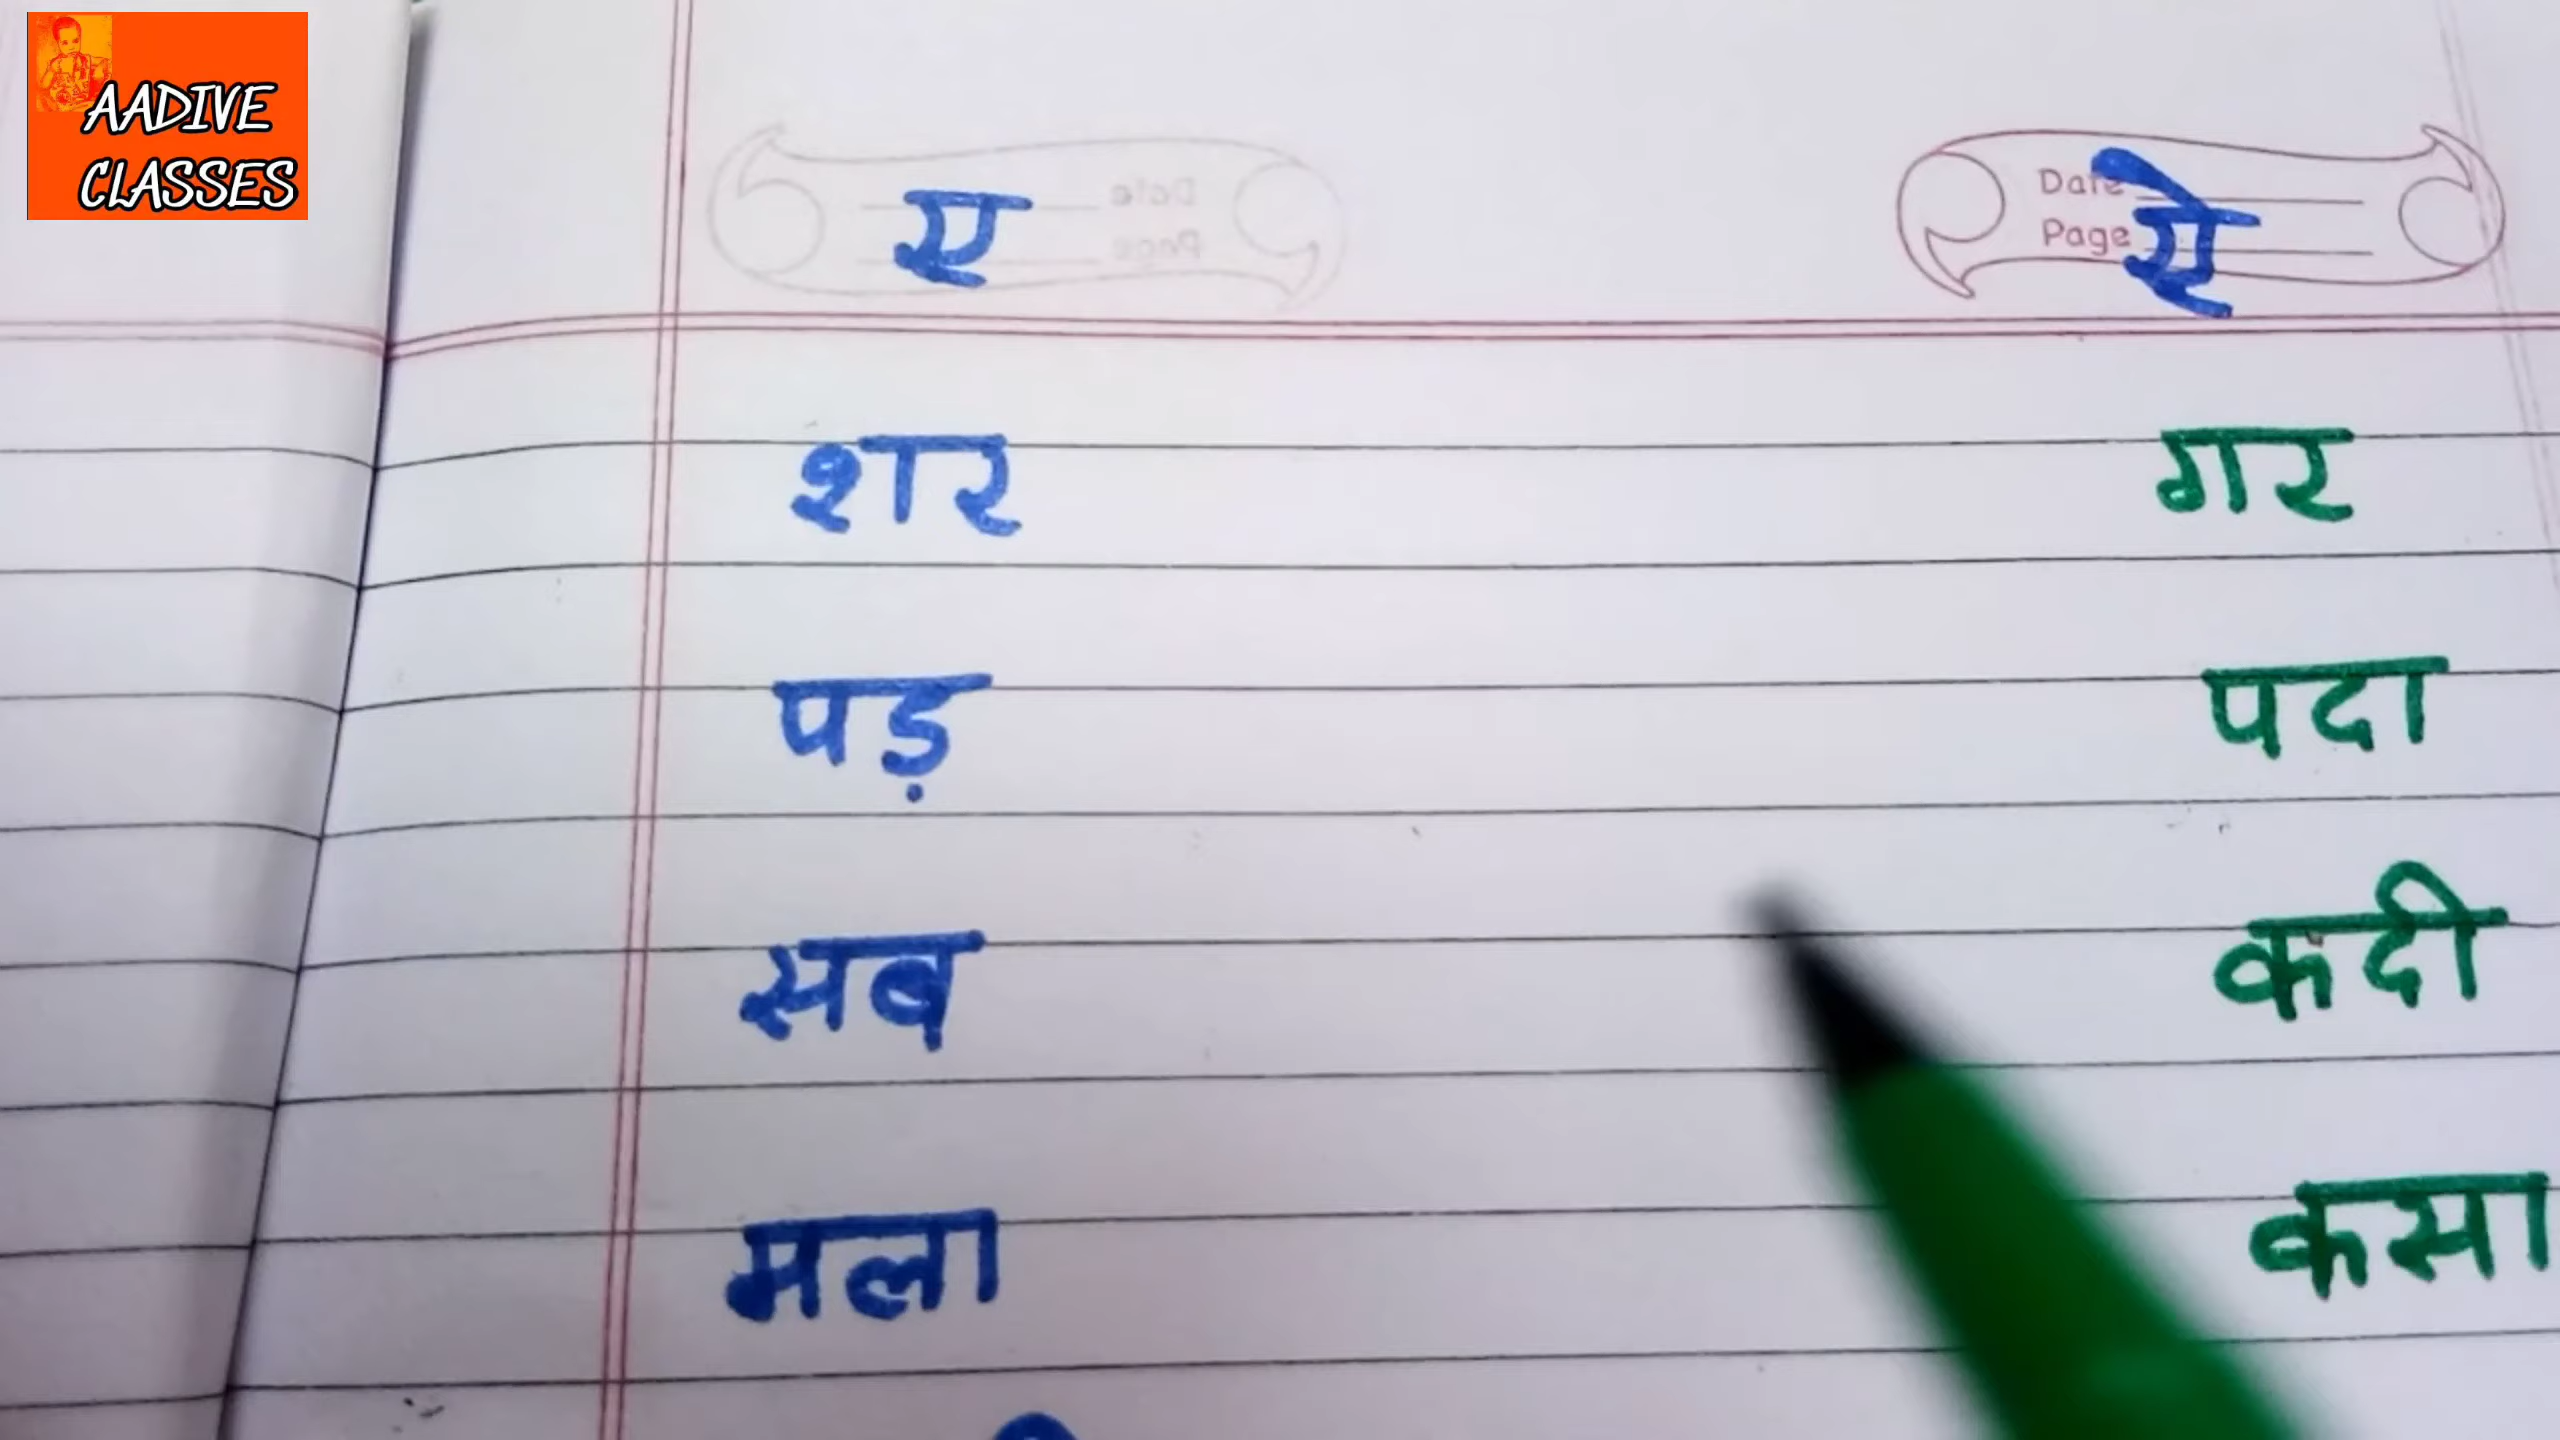 AADIVE
CLASSES
ए ऐ
Date
Page
शर गर
पड़ पदा
सब कदी
मला कसा